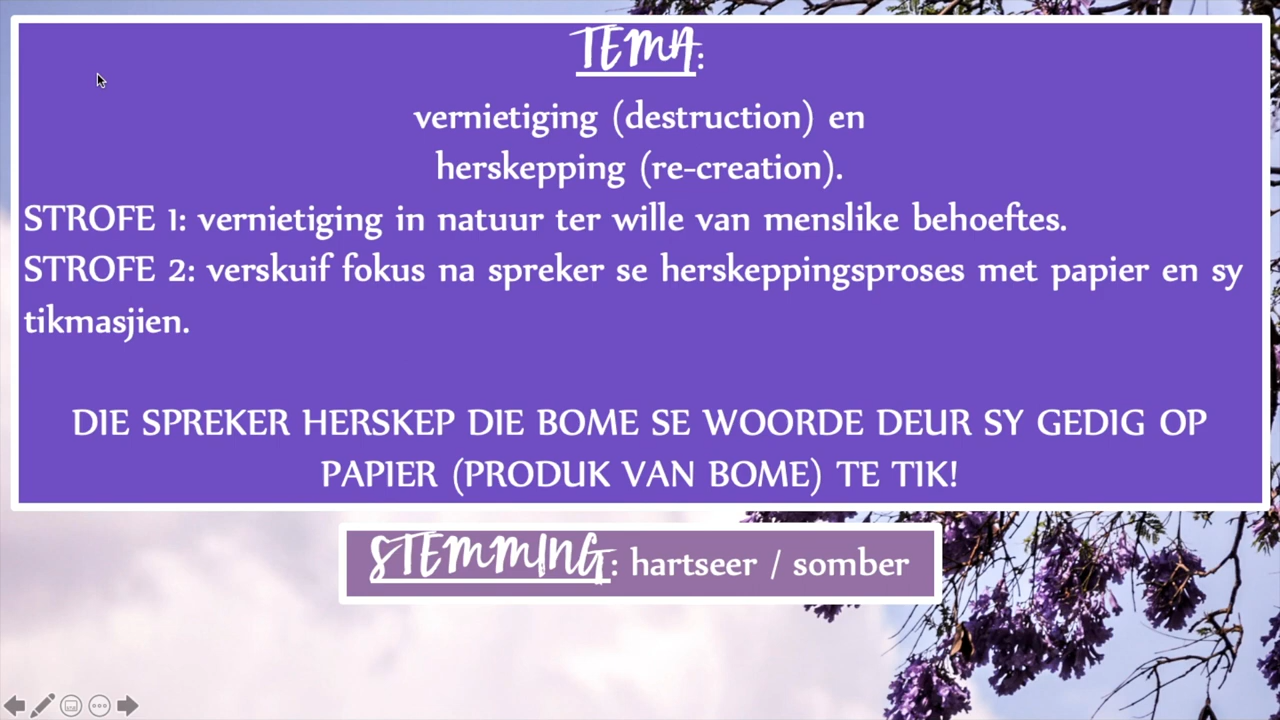 TEMA:
vernietiging (destruction) en
herskepping (re-creation).
STROFE 1: vernietiging in natuur ter wille van menslike behoeftes.
STROFE 2: verskuif fokus na spreker se herskeppingsproses met papier en sy
tikmasjien.
DIE SPREKER HERSKEP DIE BOME SE WOORDE DEUR SY GEDIG OP
PAPIER (PRODUK VAN BOME) TE TIK!
STEMMING: hartseer / somber